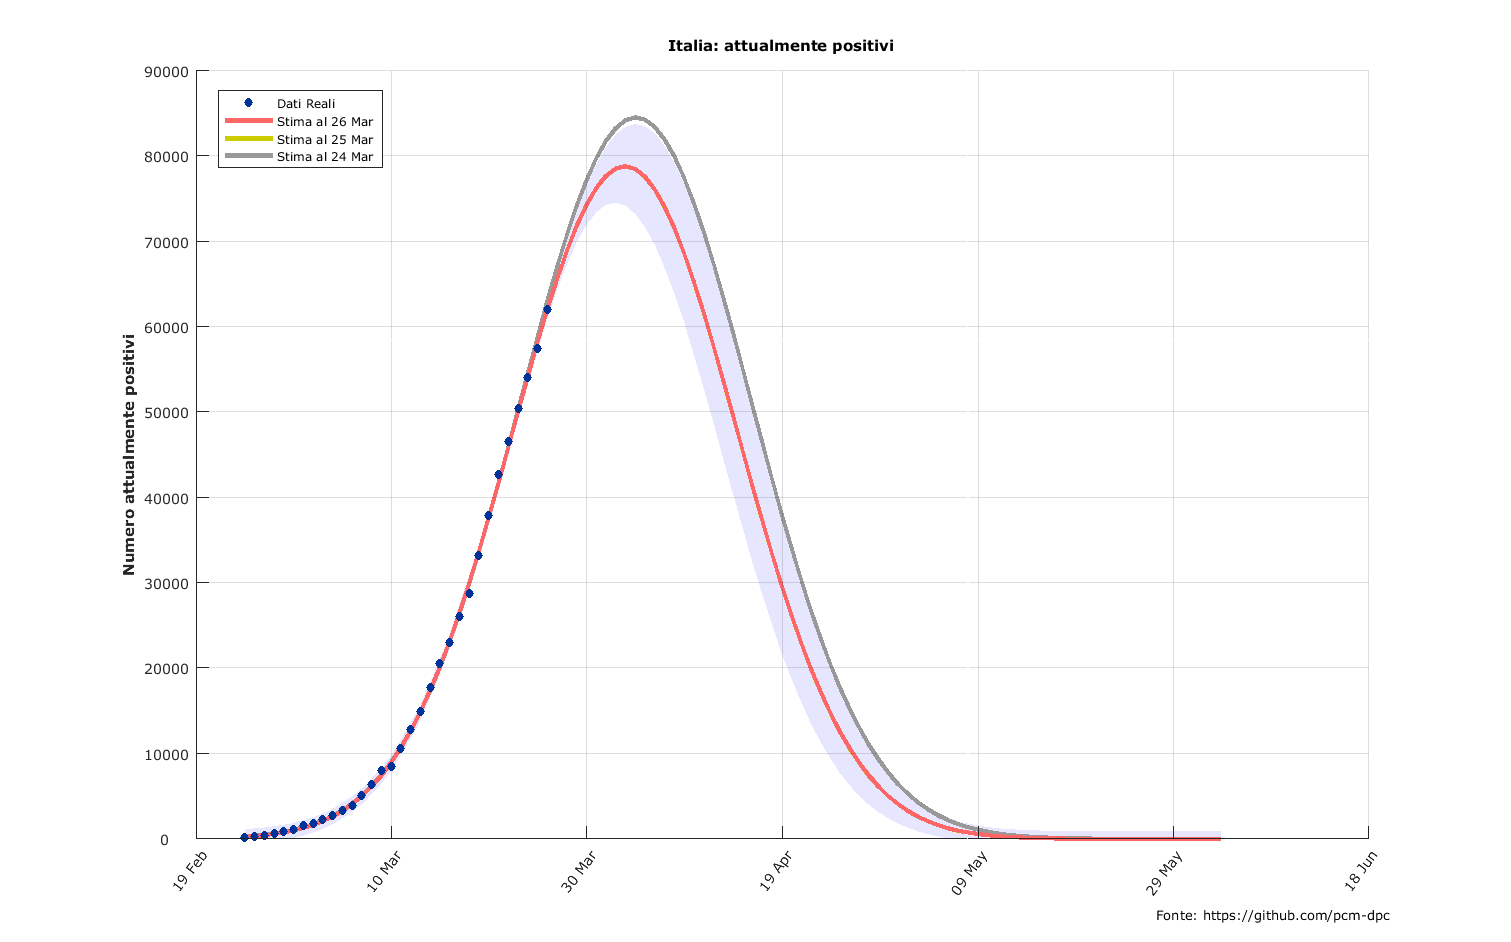 Italia: attualmente positivi
90000
80000
70000
60000
50000
40000
30000
20000
10000
0
Numero attualmente positivi
Dati Reali
Stima al 26 Mar
Stima al 25 Mar
Stima al 24 Mar
19 Feb
10 Mar
30 Mar
19 Apr
09 May
29 May
18 Jun
Fonte: https://github.com/pcm-dpc